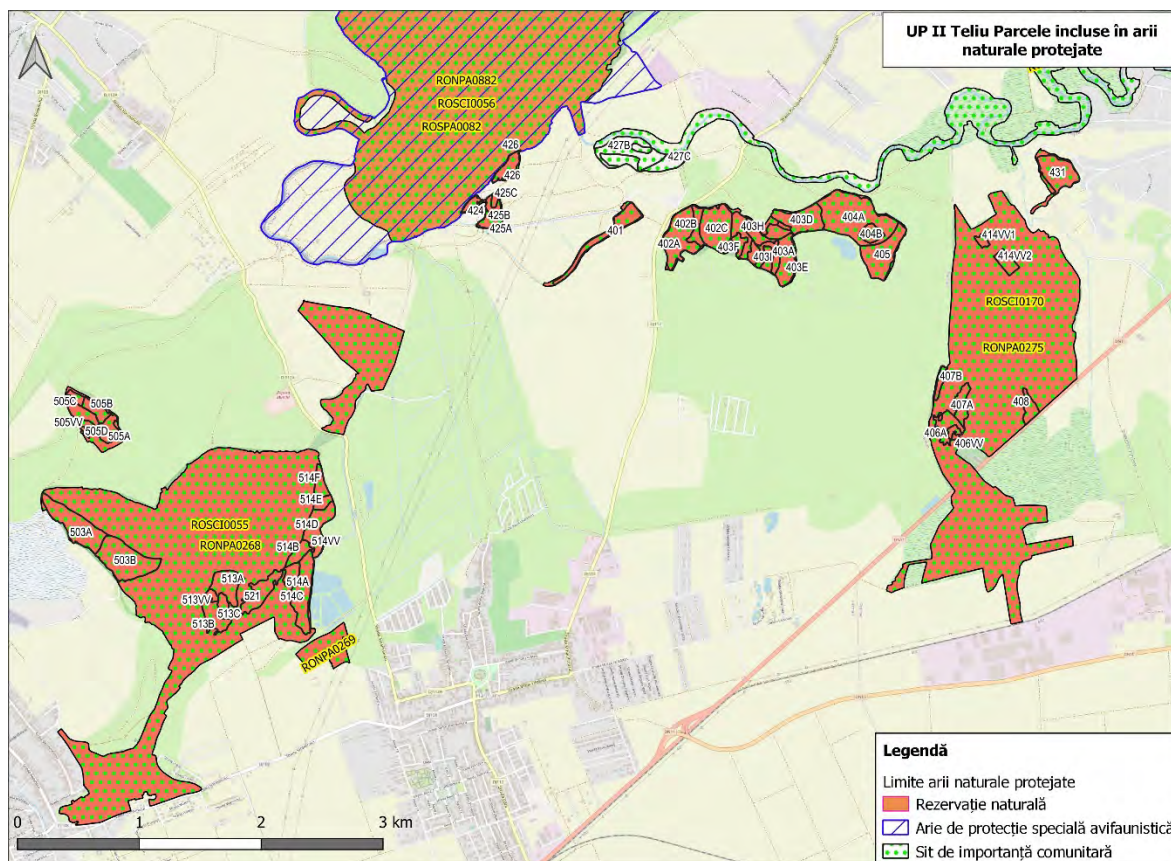 UP II Teliu Parcele incluse în arii
naturale protejate
RONPA0882
ROSCI0056
ROSPA0082
426
426
425C
424
425B
425A
427B
427C
401
402B
402A
402C
403H
403F
403I
403A
403E
403D
404A
404B
405
431
414VV1
414VV2
ROSCI0170
RONPA0275
407B
407A
408
406A
406VV
505C
505B
505VV
505D
505A
514F
514E
ROSCI0055
514D
RONPA0268
514VV
514B
503A
503B
513A
514A
521
514C
513VV
513C
513B
RONPA0269
0 1 2 3 km
Legendă
Limite arii naturale protejate
Rezervație naturală
Arie de protecție specială avifaunistică
Sit de importanță comunitară